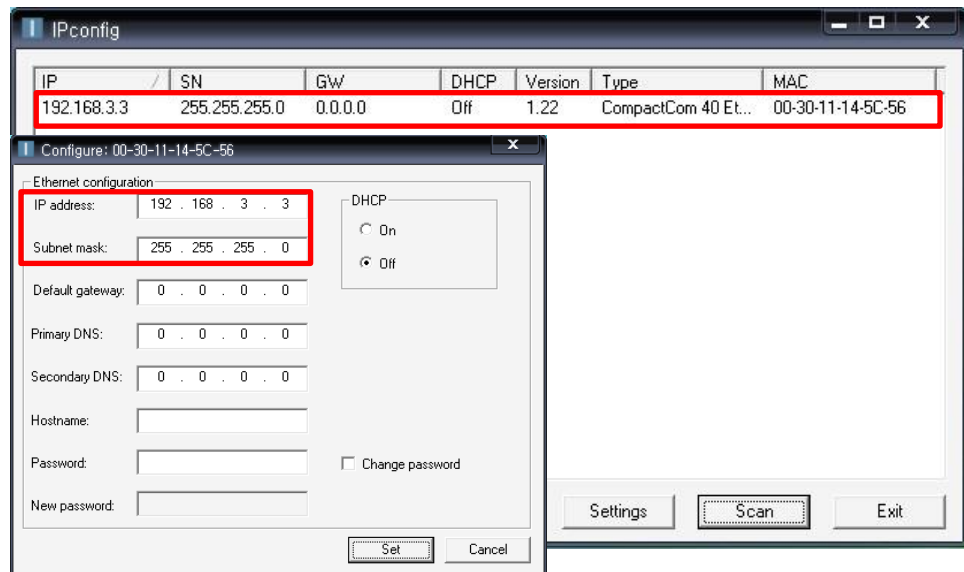 IPconfig
IP / SN GW DHCP Version Type MAC
192.168.3.3 255.255.255.0 0.0.0.0 Off 1.22 CompactCom 40 Et... 00-30-11-14-5C-56
Configure: 00-30-11-14-5C-56
Ethernet configuration
IP address: 192 . 168 . 3 . 3
Subnet mask: 255 . 255 . 255 . 0
Default gateway: 0 . 0 . 0 . 0
Primary DNS: 0 . 0 . 0 . 0
Secondary DNS: 0 . 0 . 0 . 0
Hostname:
Password:
New password:
DHCP
On
Off
Change password
Set Cancel
Settings Scan Exit